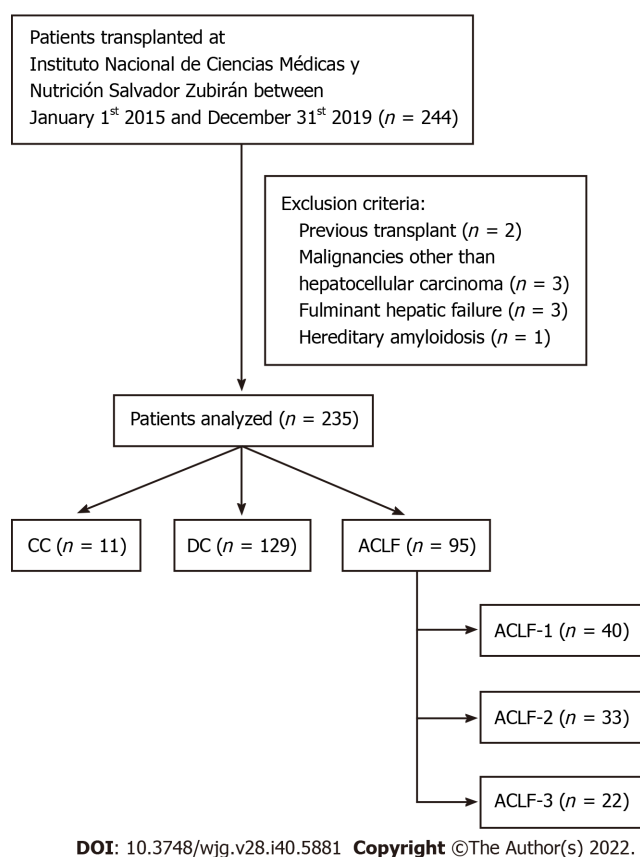 Patients transplanted at
Instituto Nacional de Ciencias Médicas y
Nutrición Salvador Zubirán between
January 1st 2015 and December 31st 2019 (n = 244)
Exclusion criteria:
Previous transplant (n = 2)
Malignancies other than
hepatocellular carcinoma (n = 3)
Fulminant hepatic failure (n = 3)
Hereditary amyloidosis (n = 1)
Patients analyzed (n = 235)
CC (n = 11)
DC (n = 129)
ACLF (n = 95)
ACLF-1 (n = 40)
ACLF-2 (n = 33)
ACLF-3 (n = 22)
DOI: 10.3748/wjg.v28.i40.5881 Copyright ©The Author(s) 2022.